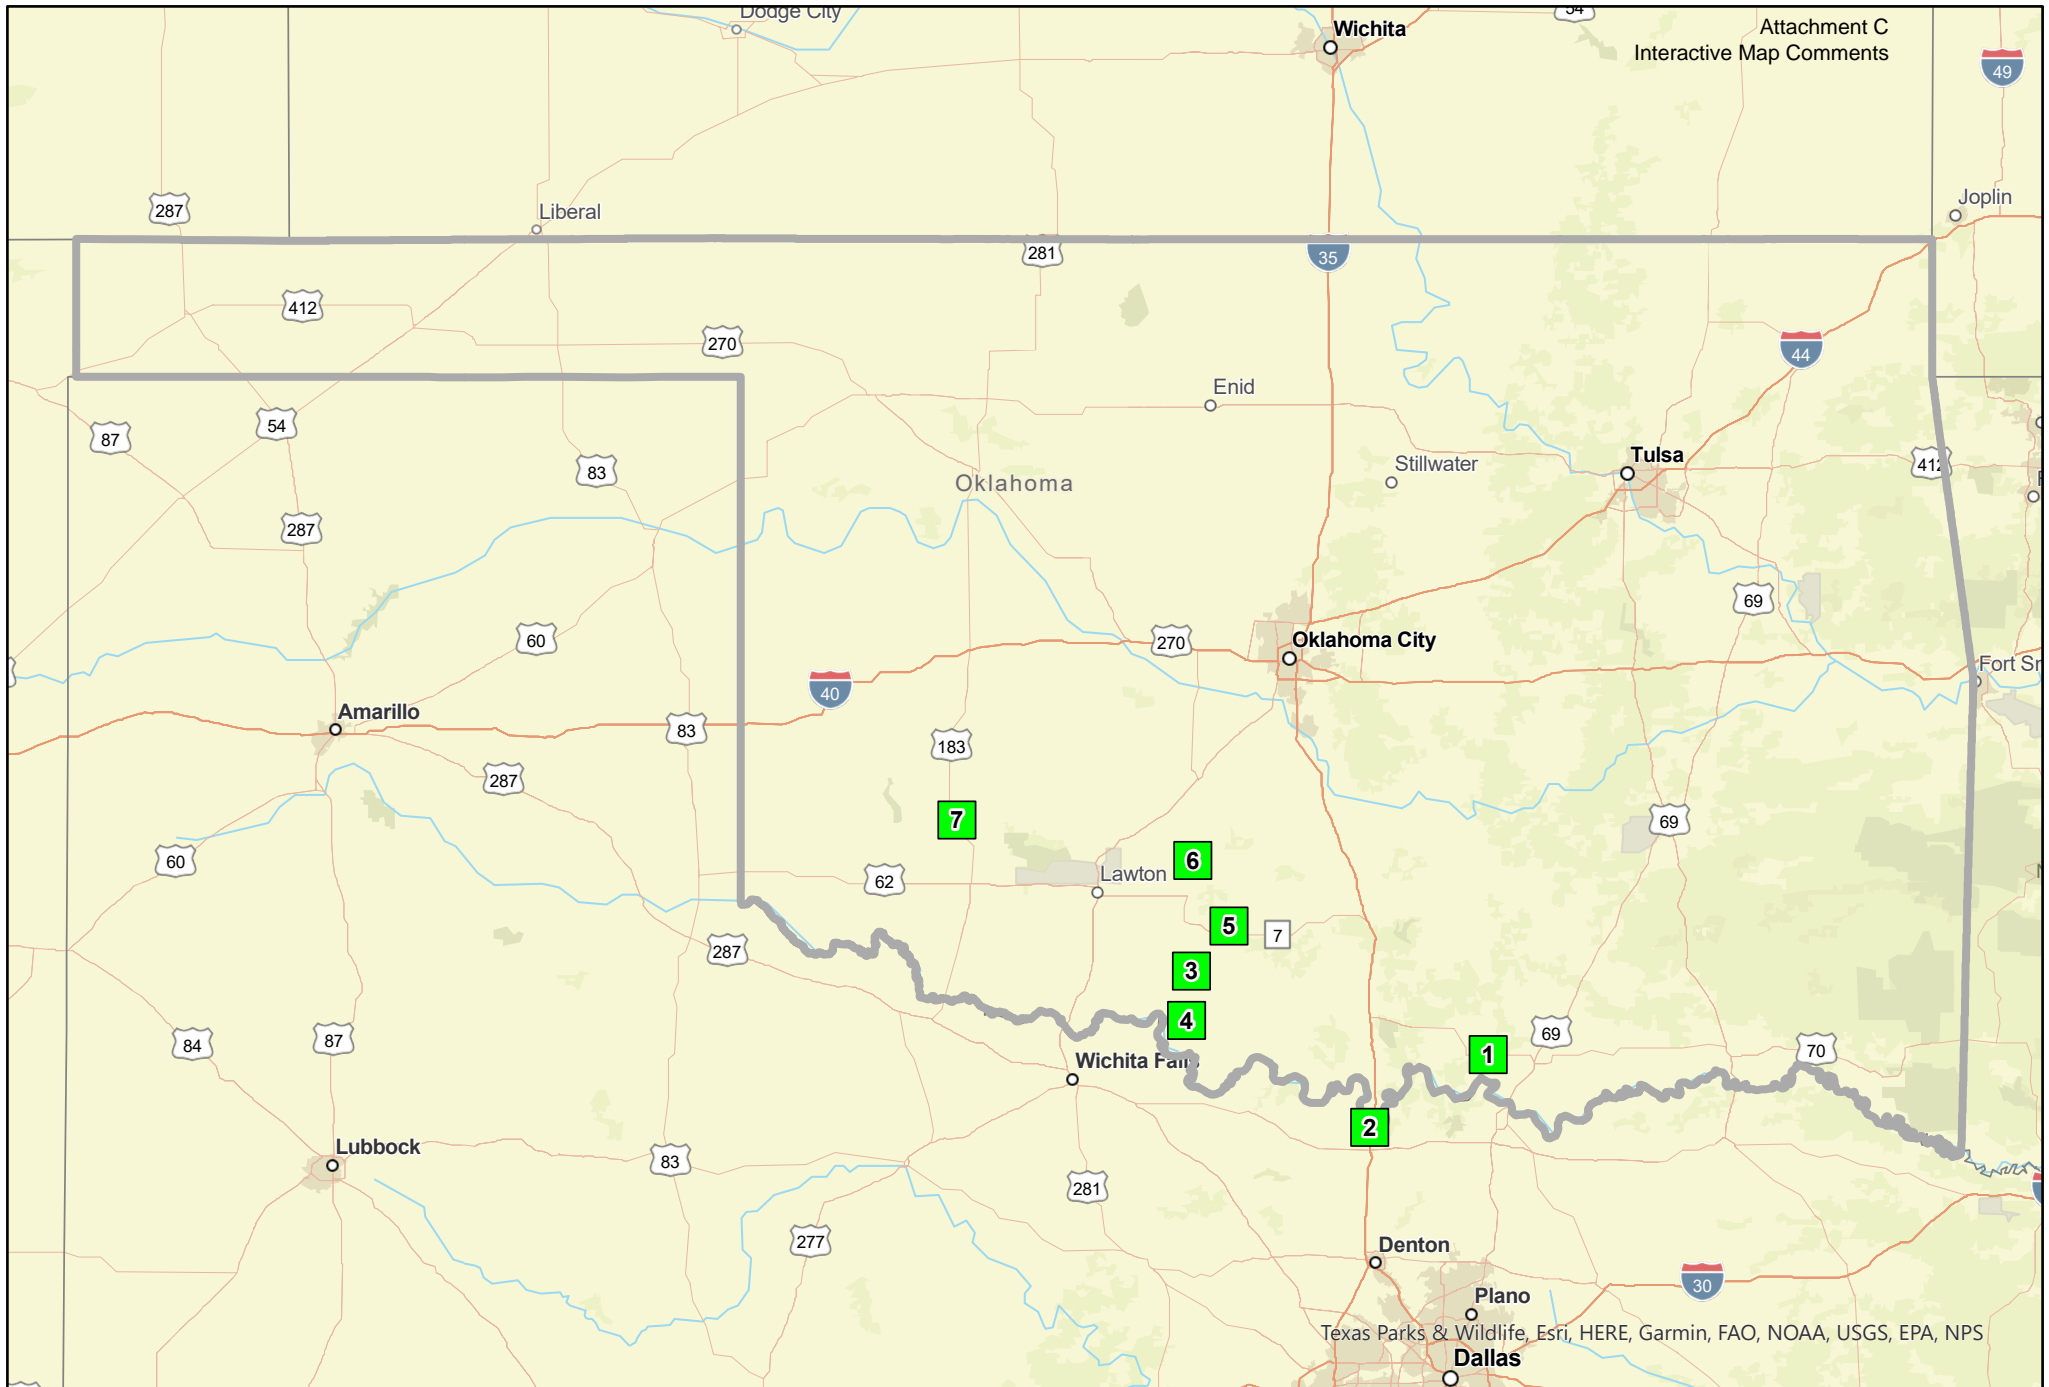 Dodge City
Wichita
54
Attachment C
Interactive Map Comments
49
287
Liberal
Joplin
281
35
412
270
44
Enid
87
54
83
Oklahoma
Stillwater
Tulsa
412
287
69
60
270
Oklahoma City
Fort Sm
40
Amarillo
83
183
287
7
69
60
6
62
Lawton
5
7
287
3
4
84
87
69
1
70
Wichita Falls
2
Lubbock
83
281
277
Denton
30
Plano
Texas Parks & Wildlife, Esri, HERE, Garmin, FAO, NOAA, USGS, EPA, NPS
Dallas